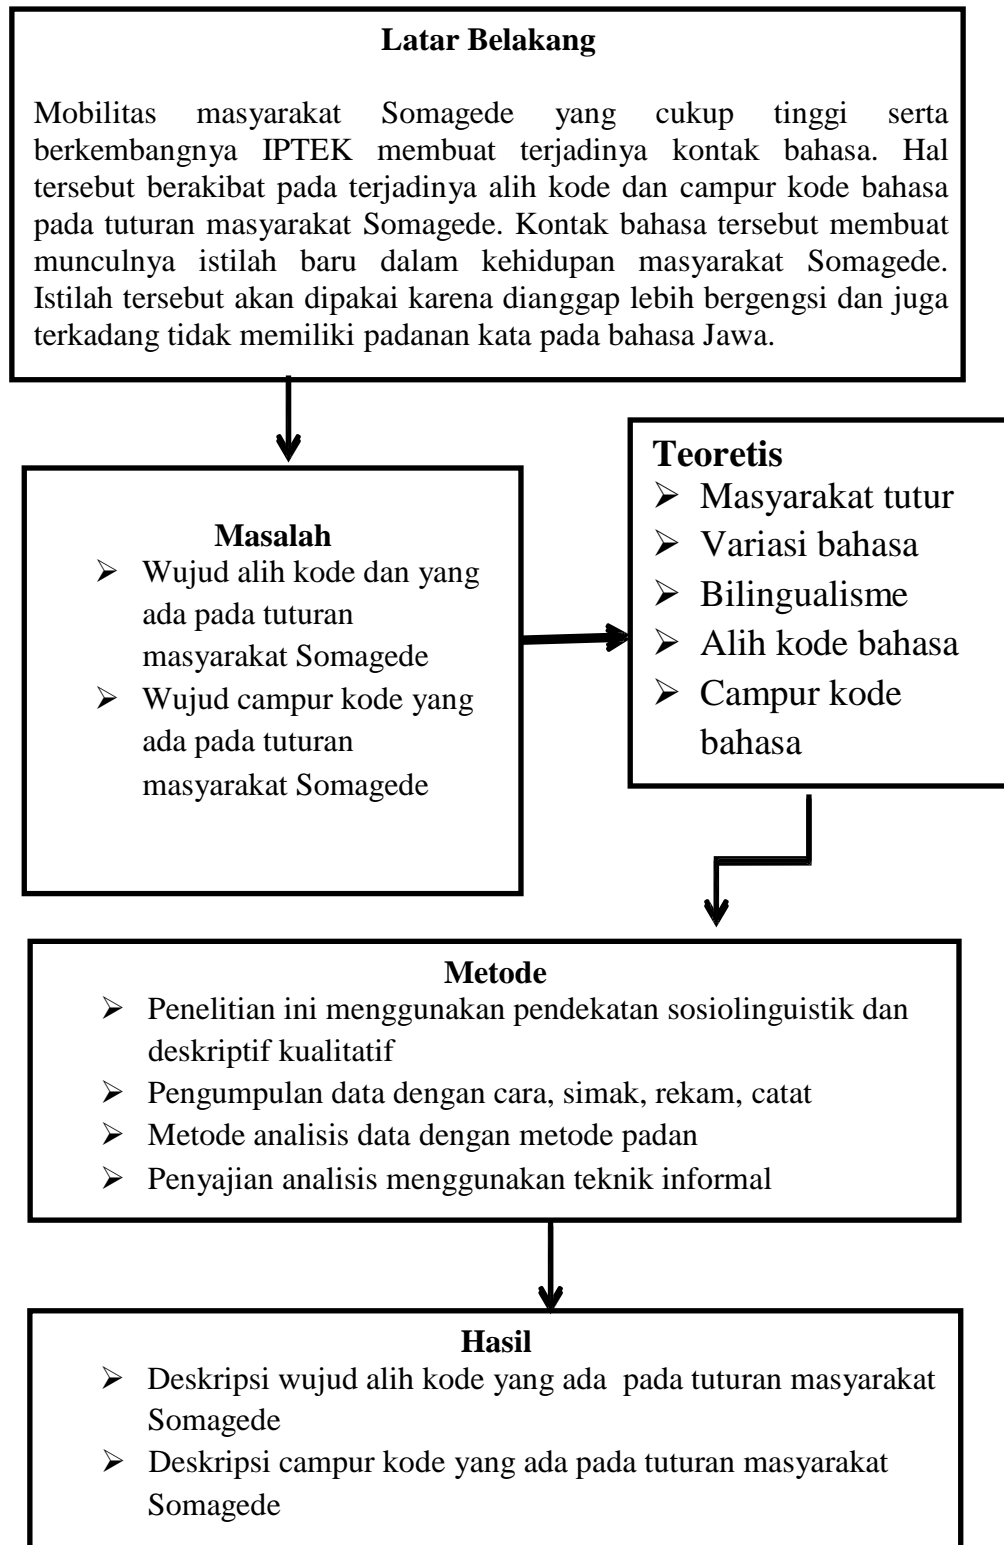 Latar Belakang
Mobilitas masyarakat Somagede yang cukup tinggi serta
berkembangnya IPTEK membuat terjadinya kontak bahasa. Hal
tersebut berakibat pada terjadinya alih kode dan campur kode bahasa
pada tuturan masyarakat Somagede. Kontak bahasa tersebut membuat
munculnya istilah baru dalam kehidupan masyarakat Somagede.
Istilah tersebut akan dipakai karena dianggap lebih bergengsi dan juga
terkadang tidak memiliki padanan kata pada bahasa Jawa.
Masalah
➢ Wujud alih kode dan yang
ada pada tuturan
masyarakat Somagede
➢ Wujud campur kode yang
ada pada tuturan
masyarakat Somagede
Teoretis
➢ Masyarakat tutur
➢ Variasi bahasa
➢ Bilingualisme
➢ Alih kode bahasa
➢ Campur kode
bahasa
Metode
➢ Penelitian ini menggunakan pendekatan sosiolinguistik dan
deskriptif kualitatif
➢ Pengumpulan data dengan cara, simak, rekam, catat
➢ Metode analisis data dengan metode padan
➢ Penyajian analisis menggunakan teknik informal
Hasil
➢ Deskripsi wujud alih kode yang ada pada tuturan masyarakat
Somagede
➢ Deskripsi campur kode yang ada pada tuturan masyarakat
Somagede